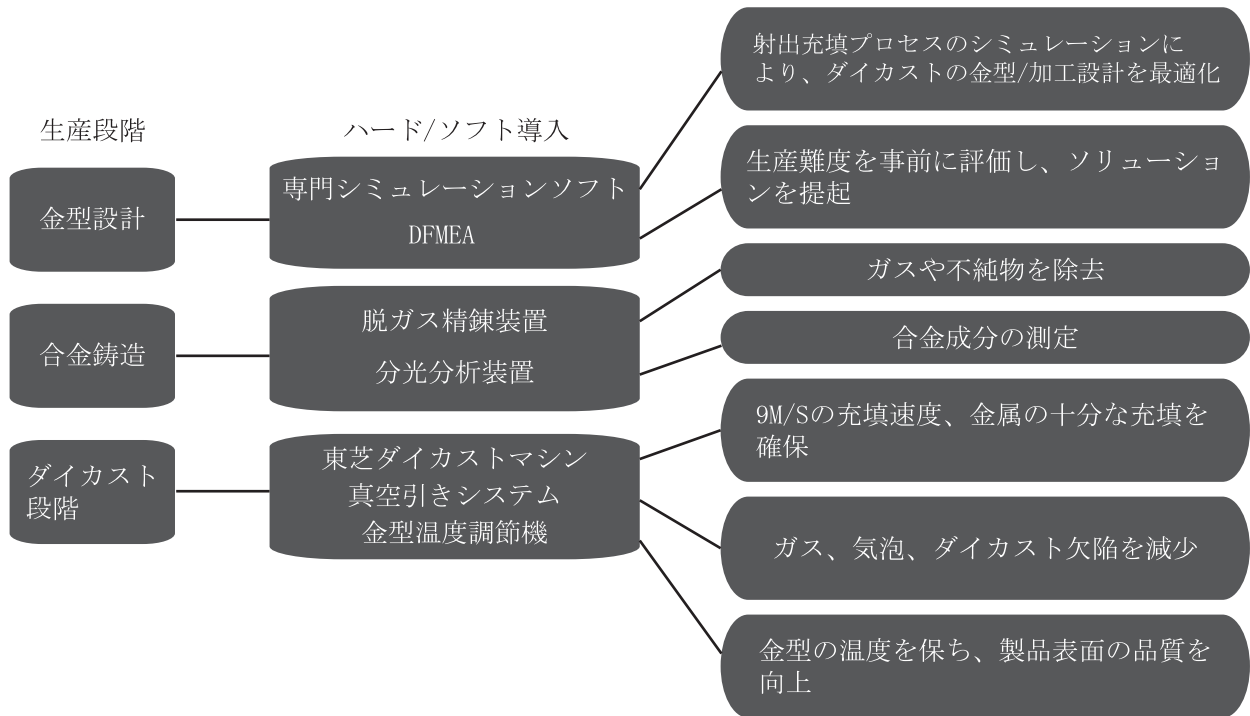 生産段階
ハード/ソフト導入
金型設計
専門シミュレーションソフト
DFMEA
射出充填プロセスのシミュレーションに
より、ダイカストの金型/加工設計を最適化
生産難度を事前に評価し、ソリューショ
ンを提起
合金鋳造
脱ガス精錬装置
分光分析装置
ガスや不純物を除去
合金成分の測定
ダイカスト
段階
東芝ダイカストマシン
真空引きシステム
金型温度調節機
9M/Sの充填速度、金属の十分な充填を
確保
ガス、気泡、ダイカスト欠陥を減少
金型の温度を保ち、製品表面の品質を
向上